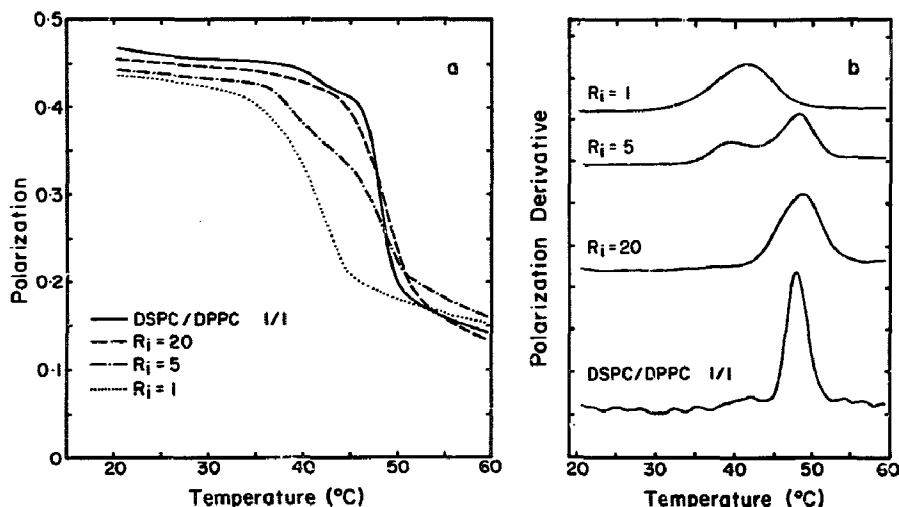 a
0.5
0.4
0.3
0.2
0.1
Polarization
DSPC/DPPC 1/1
Ri = 20
Ri = 5
Ri = 1
20 30 40 50 60
Temperature (°C)
b
Polarization Derivative
Ri = 1
Ri = 5
Ri = 20
DSPC/DPPC 1/1
20 30 40 50 60
Temperature (°C)